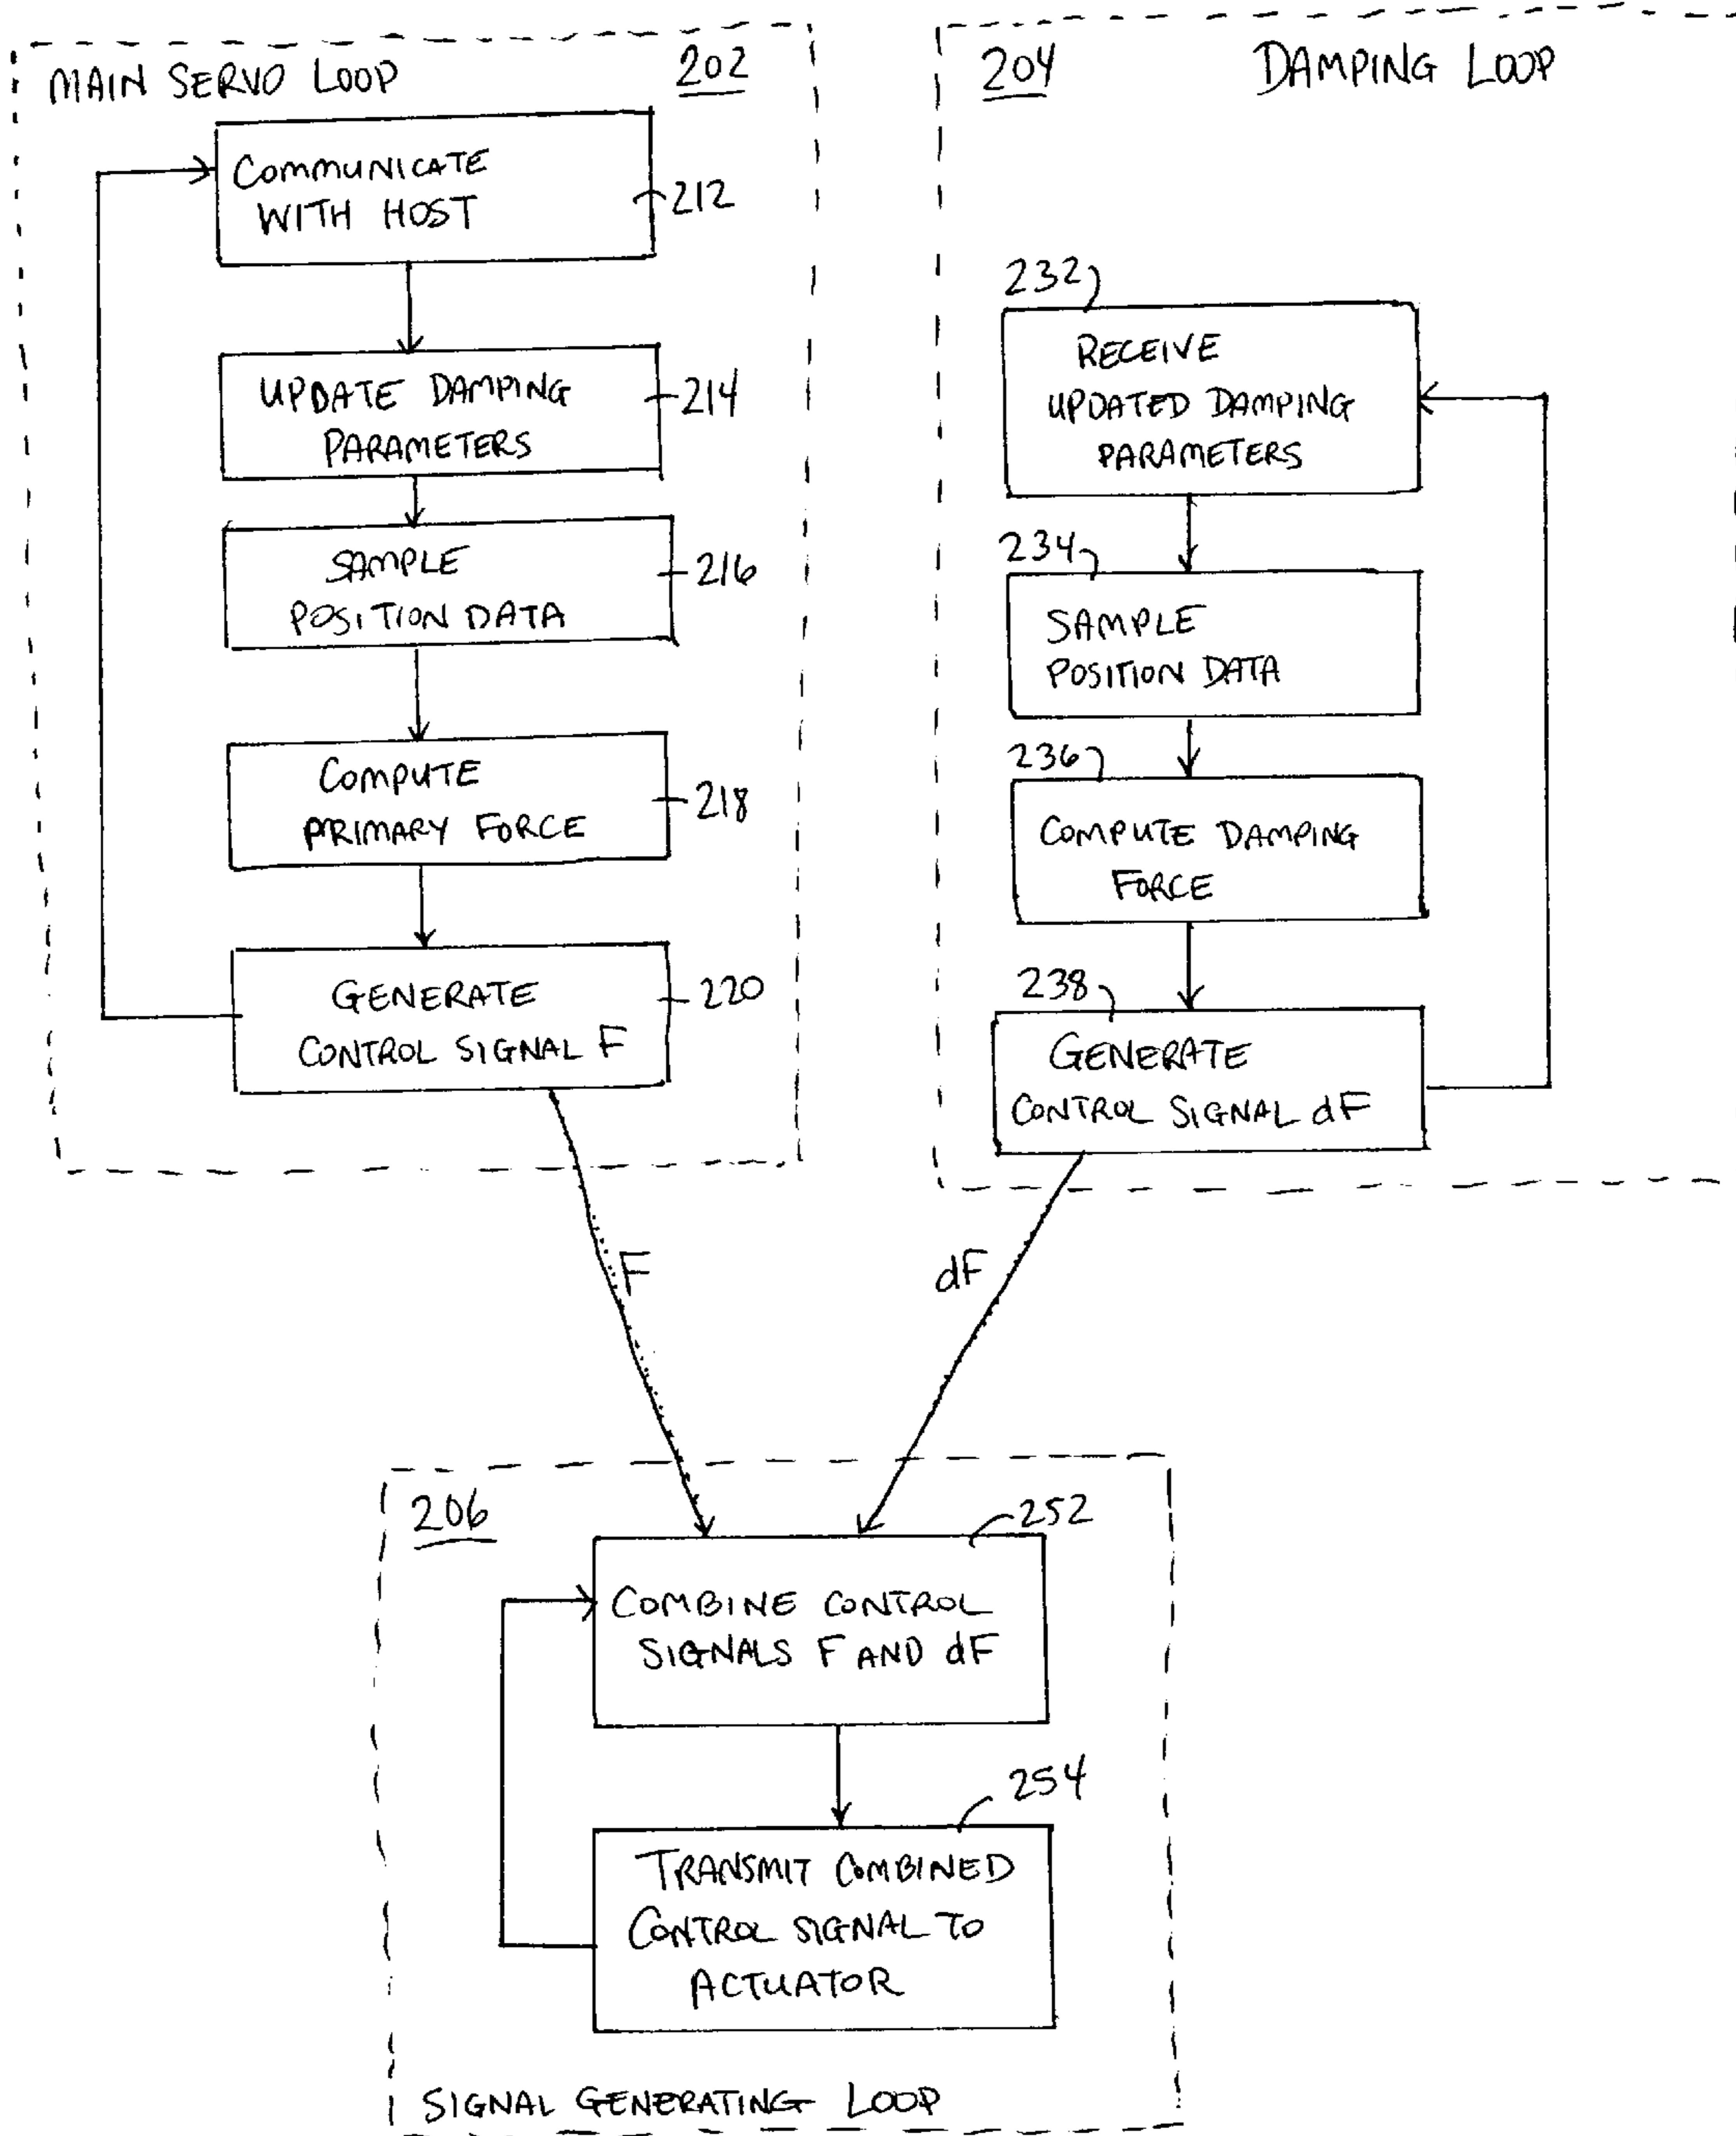 MAIN SERVO LOOP
202
COMMUNICATE
WITH HOST
212
UPDATE DAMPING
PARAMETERS
214
SAMPLE
POSITION DATA
216
COMPUTE
PRIMARY FORCE
218
GENERATE
CONTROL SIGNAL F
220
204
DAMPING LOOP
232
RECEIVE
UPDATED DAMPING
PARAMETERS
234
SAMPLE
POSITION DATA
236
COMPUTE DAMPING
FORCE
238
GENERATE
CONTROL SIGNAL dF
F
dF
206
252
COMBINE CONTROL
SIGNALS F AND dF
254
TRANSMIT COMBINED
CONTROL SIGNAL TO
ACTUATOR
SIGNAL GENERATING LOOP